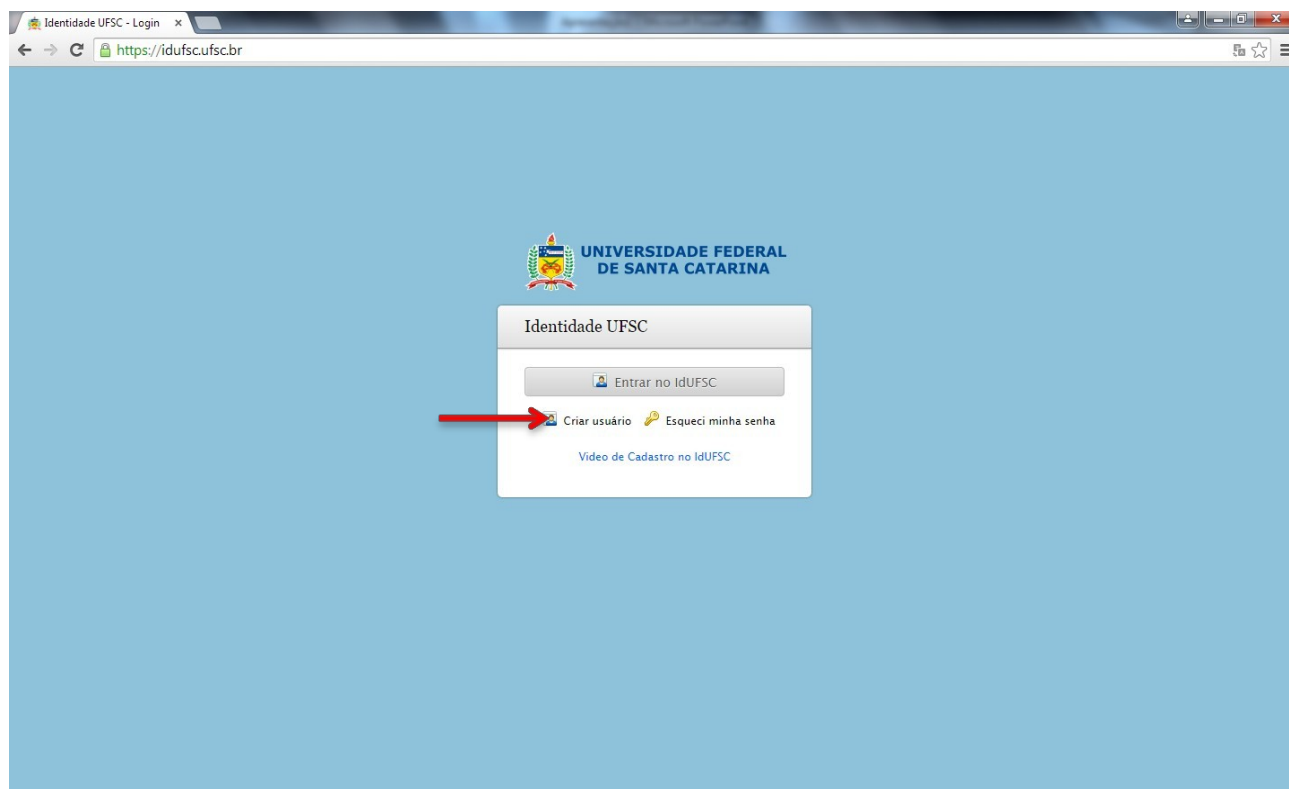 Identidade UFSC - Login
https://idufsc.ufsc.br
UNIVERSIDADE FEDERAL
DE SANTA CATARINA
Identidade UFSC
Entrar no IdUFSC
Criar usuário Esqueci minha senha
Video de Cadastro no IdUFSC